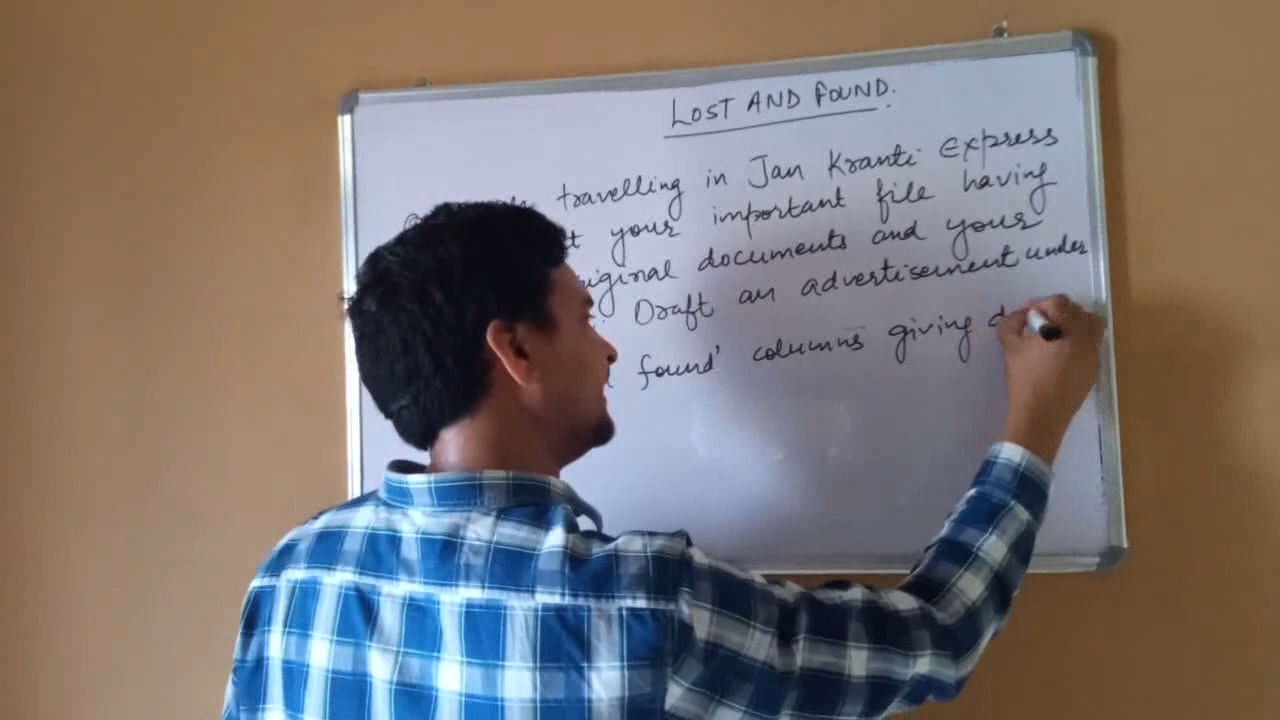 LOST AND FOUND.
travelling in Jan Kranti Express
your important file having
original documents and your
Draft an advertisement under
found' columns giving